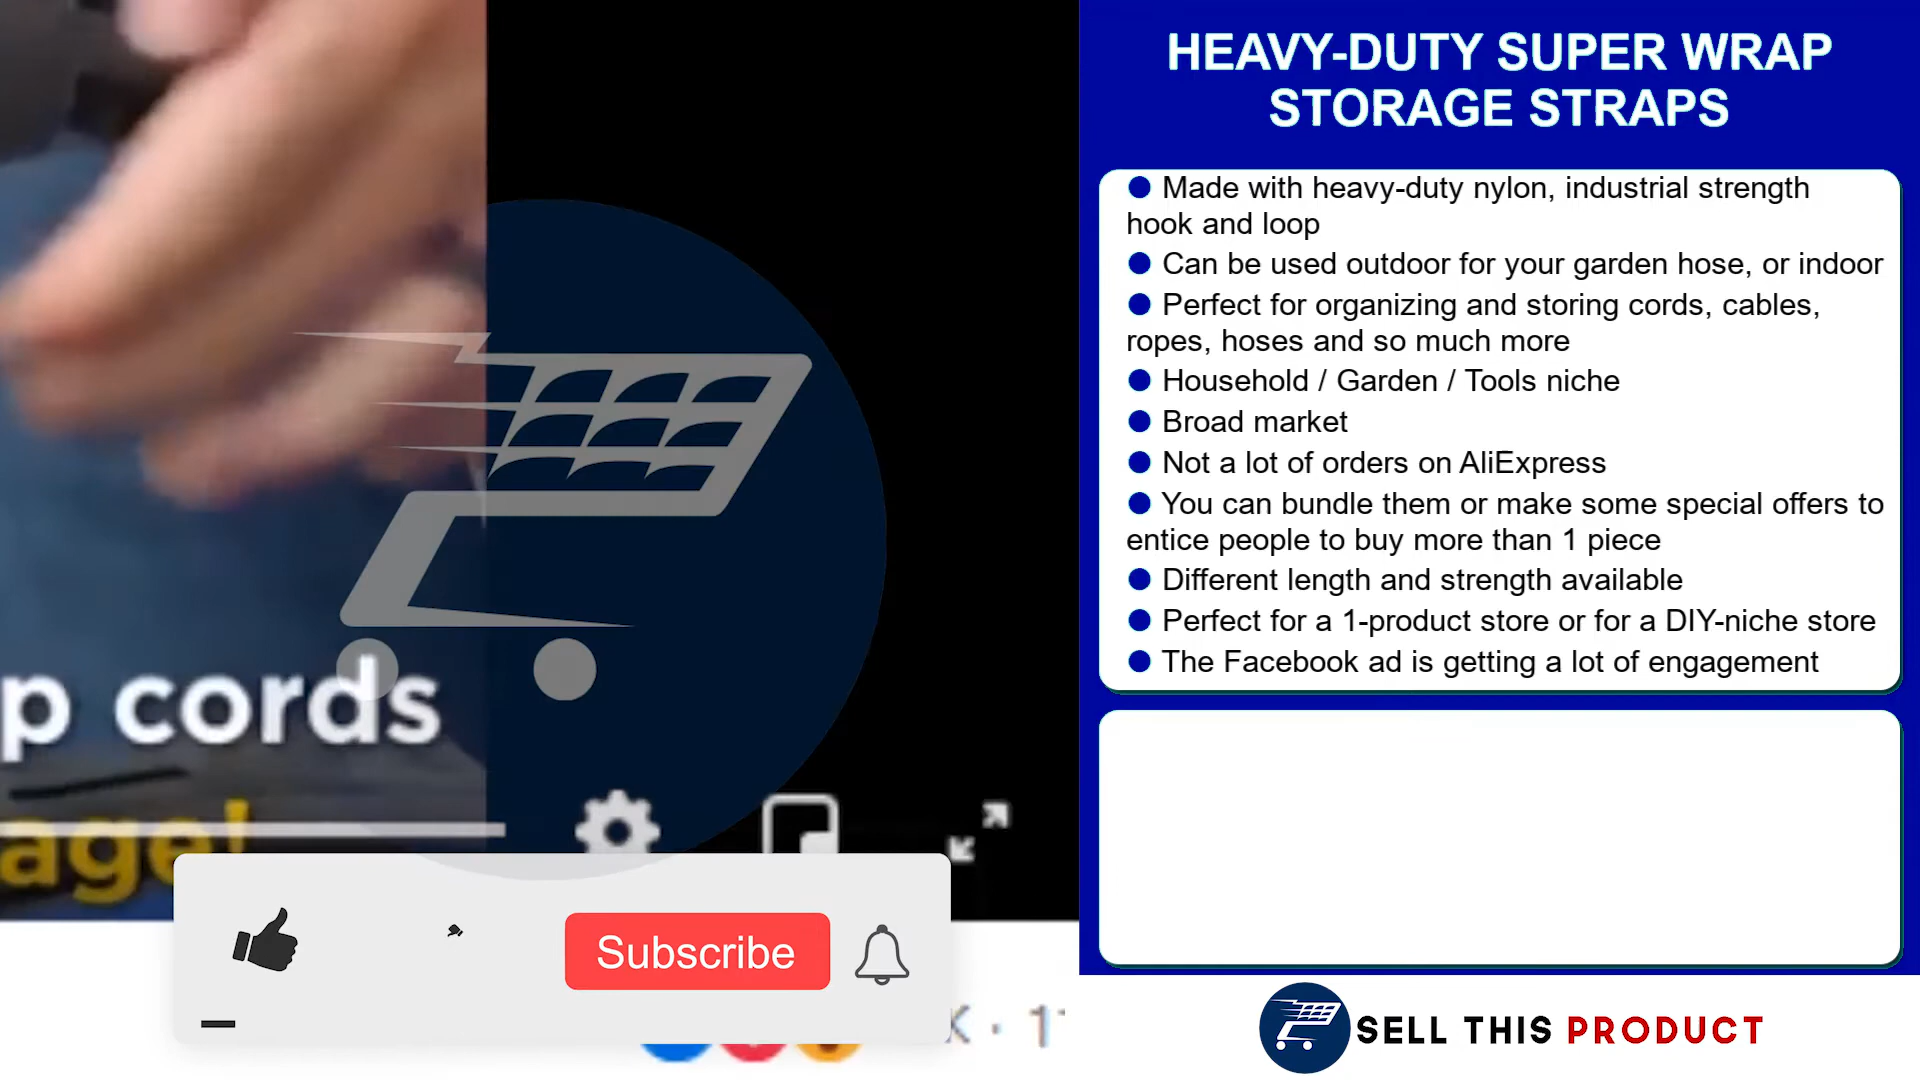 HEAVY-DUTY SUPER WRAP
STORAGE STRAPS
Made with heavy-duty nylon, industrial strength
hook and loop
Can be used outdoor for your garden hose, or indoor
Perfect for organizing and storing cords, cables,
ropes, hoses and so much more
Household / Garden / Tools niche
Broad market
Not a lot of orders on AliExpress
You can bundle them or make some special offers to
entice people to buy more than 1 piece
Different length and strength available
Perfect for a 1-product store or for a DIY-niche store
The Facebook ad is getting a lot of engagement
p cords
age!
Subscribe
SELL THIS PRODUCT